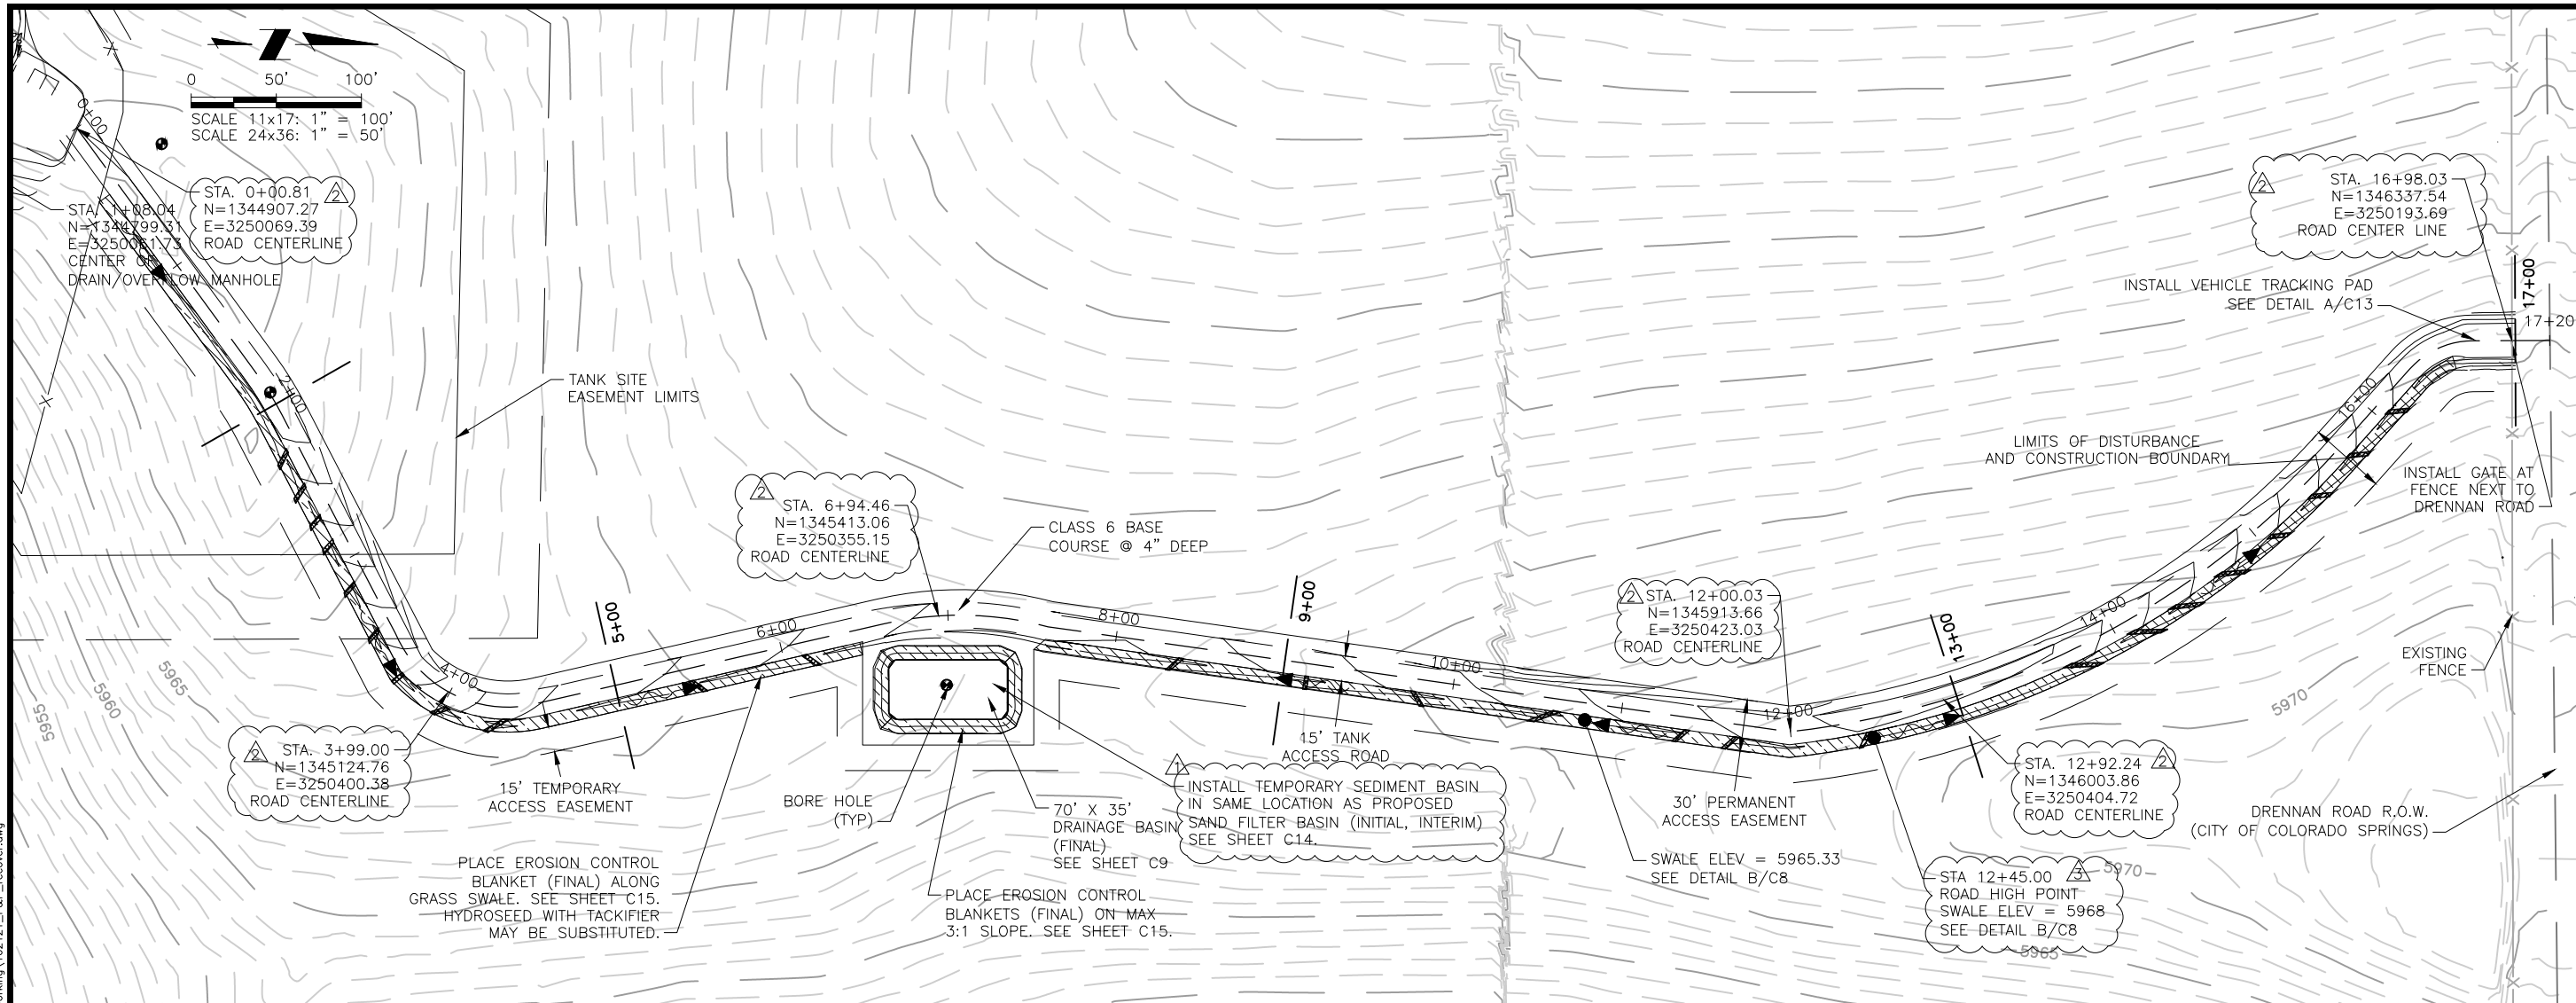 0 50' 100'
SCALE 11x17: 1" = 100'
SCALE 24x36: 1" = 50'
0+00
STA. 0+00.81
N=1344907.27
E=3250069.39
ROAD CENTERLINE
2
STA. 1+08.04
N=1344799.31
CENTER OF
DRAIN/OVERFLOW MANHOLE
2+00
TANK SITE
EASEMENT LIMITS
2
STA. 6+94.46
N=1345413.06
E=3250355.15
ROAD CENTERLINE
CLASS 6 BASE
COURSE @ 4" DEEP
4+00
5+00
6+00
8+00
9+00
10+00
12+00
13+00
14+00
16+00
17+00
17+20
2
STA. 16+98.03
N=1346337.54
E=3250193.69
ROAD CENTER LINE
INSTALL VEHICLE TRACKING PAD
SEE DETAIL A/C13
LIMITS OF DISTURBANCE
AND CONSTRUCTION BOUNDARY
INSTALL GATE AT
FENCE NEXT TO
DRENNAN ROAD
2
STA. 12+00.03
N=1345913.66
E=3250423.03
ROAD CENTERLINE
EXISTING
FENCE
5955
5960
5965
2
STA. 3+99.00
N=1345124.76
E=3250400.38
ROAD CENTERLINE
15' TEMPORARY
ACCESS EASEMENT
BORE HOLE
(TYP)
70' X 35'
DRAINAGE BASIN
(FINAL)
SEE SHEET C9
15' TANK
ACCESS ROAD
1
INSTALL TEMPORARY SEDIMENT BASIN
IN SAME LOCATION AS PROPOSED
SAND FILTER BASIN (INITIAL, INTERIM)
SEE SHEET C14.
30' PERMANENT
ACCESS EASEMENT
SWALE ELEV = 5965.33
SEE DETAIL B/C8
STA. 12+92.24
N=1346003.86
E=3250404.72
ROAD CENTERLINE
2
5970
DRENNAN ROAD R.O.W.
(CITY OF COLORADO SPRINGS)
PLACE EROSION CONTROL
BLANKET (FINAL) ALONG
GRASS SWALE. SEE SHEET C15.
HYDROSEED WITH TACKIFIER
MAY BE SUBSTITUTED.
PLACE EROSION CONTROL
BLANKETS (FINAL) ON MAX
3:1 SLOPE. SEE SHEET C15.
STA 12+45.00
ROAD HIGH POINT
SWALE ELEV = 5968
SEE DETAIL B/C8
3
5970
5965